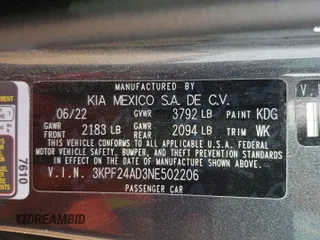 MANUFACTURED BY
KIA MEXICO S.A. DE C.V.
06/22 GVWR 3792 LB PAINT KDG
GAWR FRONT 2183 LB GAWR REAR 2094 LB TRIM WK
THIS VEHICLE CONFORMS TO ALL APPLICABLE U.S. FEDERAL
MOTOR VEHICLE SAFETY, BUMPER, AND THEFT PREVENTION
STANDARDS IN EFFECT ON THE DATE OF
MANUFACTURE SHOWN ABOVE.
V.I.N. 3KPF24AD3NE502206
PASSENGER CAR
7610
V.I
DREAMBID